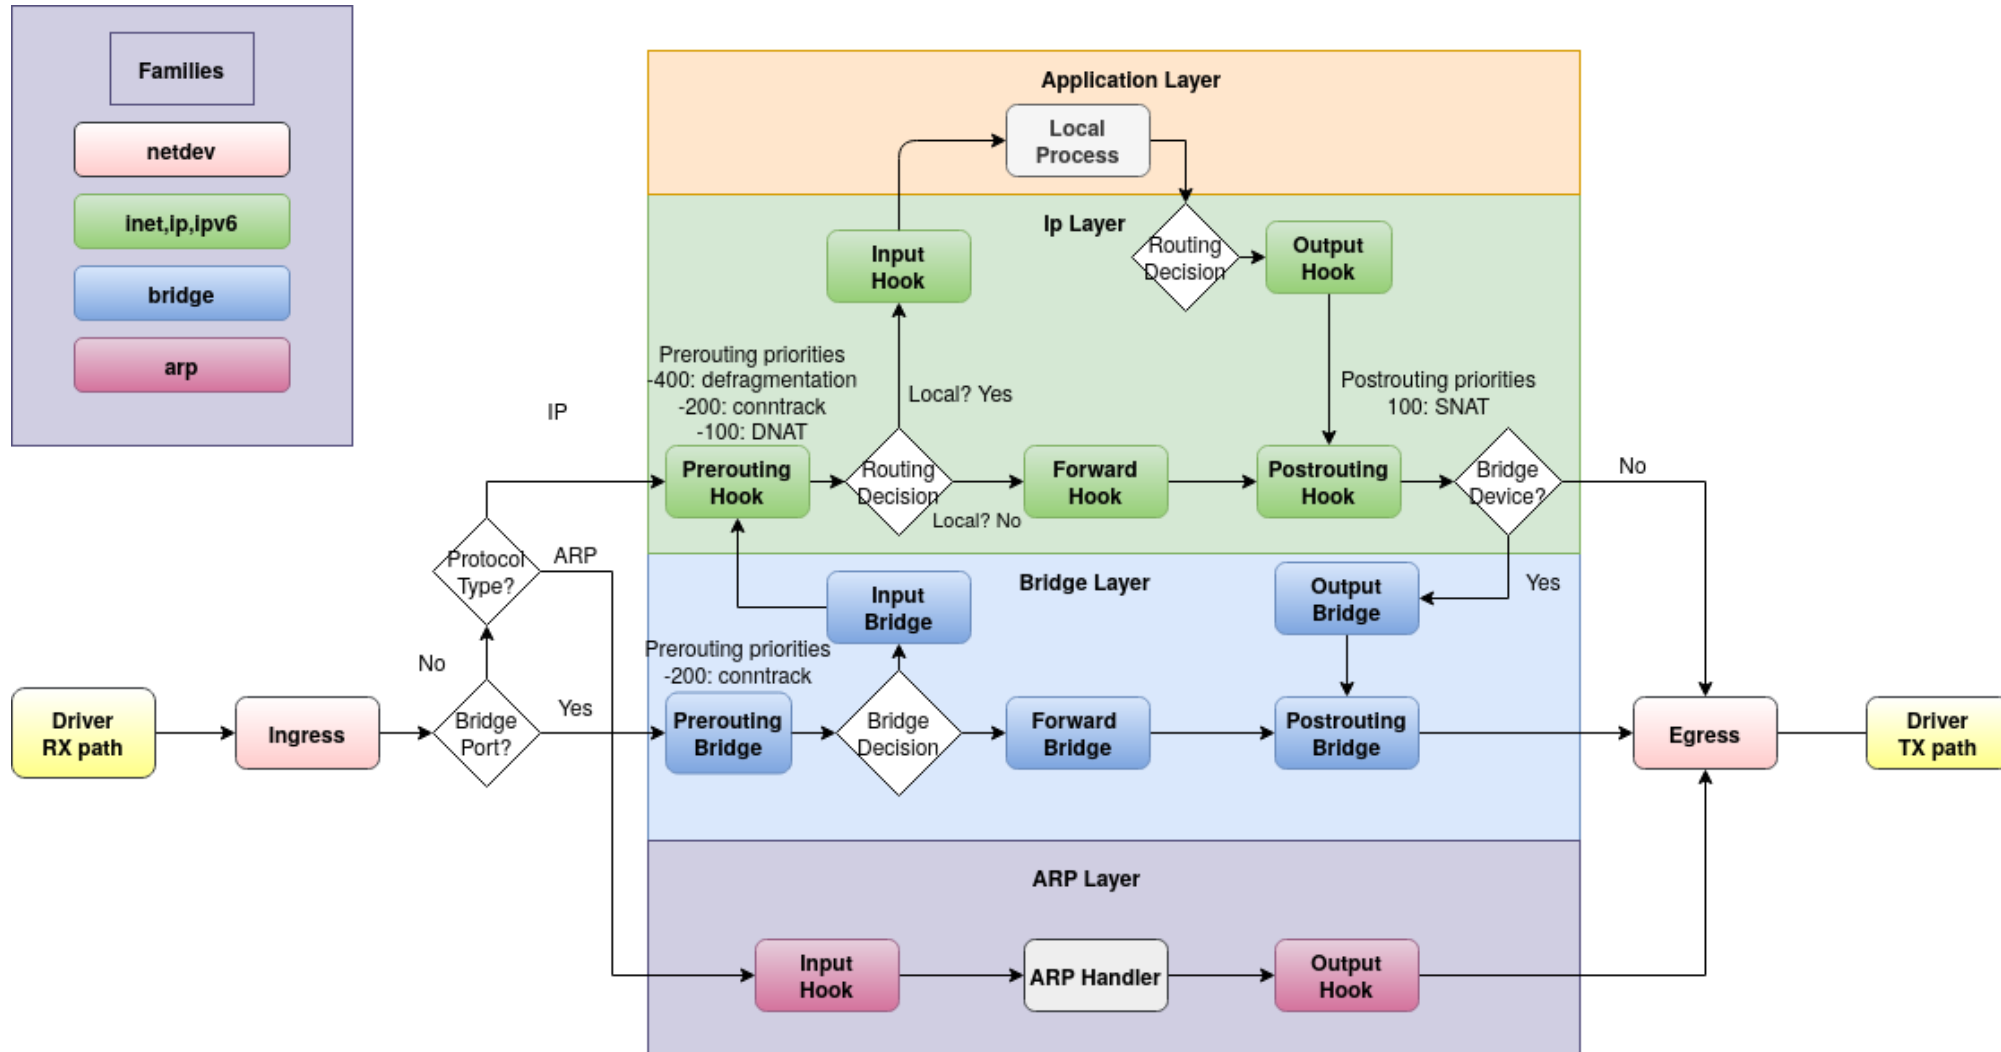 Families
netdev
inet,ip,ipv6
bridge
arp
Application Layer
Local
Process
Ip Layer
Routing
Decision
Output
Hook
Input
Hook
Prerouting priorities
-400: defragmentation
-200: conntrack
-100: DNAT
Local? Yes
Postrouting priorities
100: SNAT
IP
Prerouting
Hook
Routing
Decision
Local? No
Forward
Hook
Postrouting
Hook
Bridge
Device?
No
Yes
Protocol
Type?
ARP
Bridge Layer
Input
Bridge
Output
Bridge
Prerouting priorities
-200: conntrack
No
Yes
Driver
RX path
Ingress
Bridge
Port?
Prerouting
Bridge
Bridge
Decision
Forward
Bridge
Postrouting
Bridge
Egress
Driver
TX path
ARP Layer
Input
Hook
ARP Handler
Output
Hook